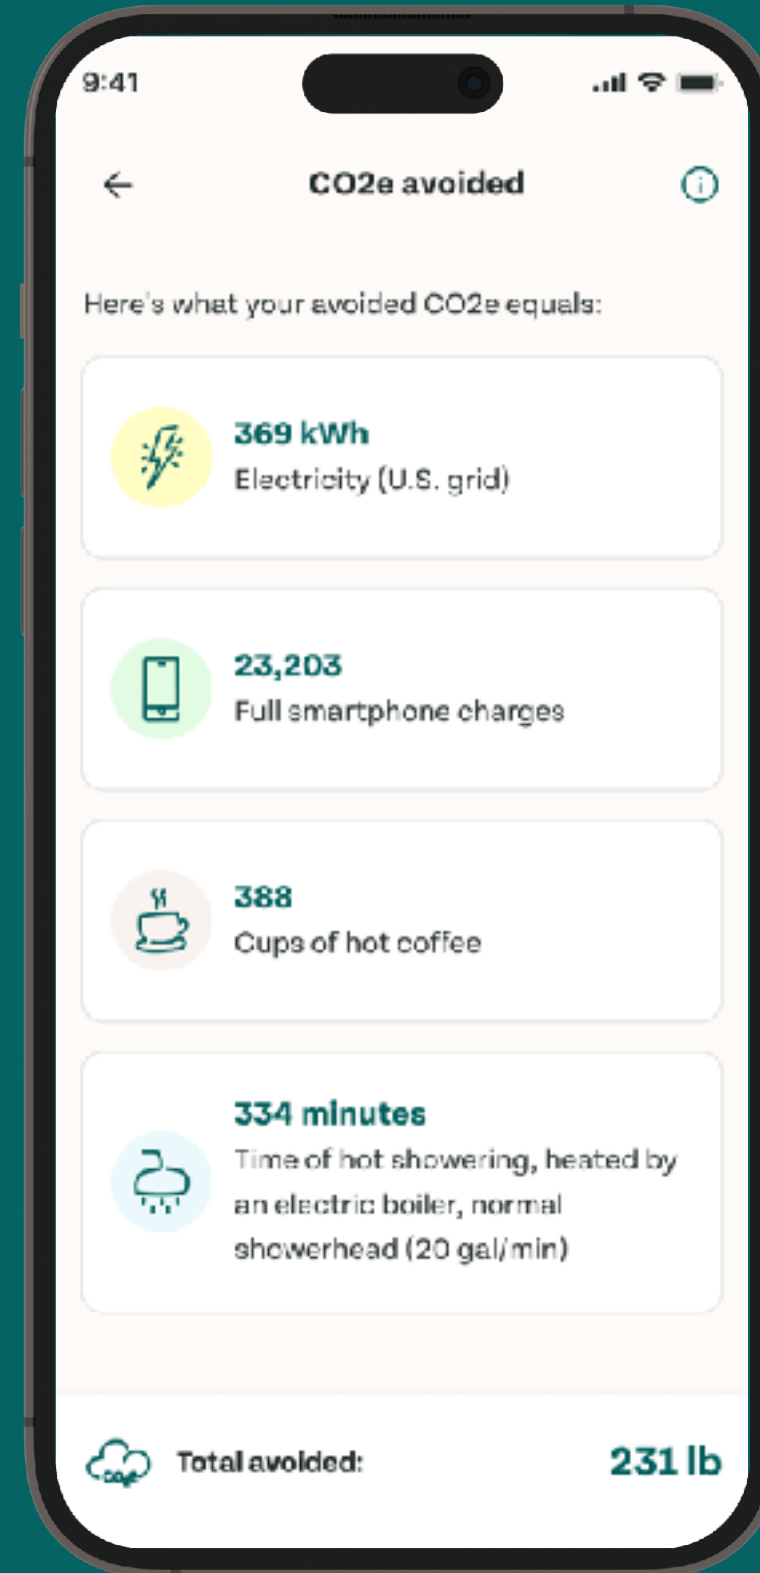 9:41
CO2e avoided
Here's what your avoided CO2e equals:
369 kWh
Electricity (U.S. grid)
23,203
Full smartphone charges
388
Cups of hot coffee
334 minutes
Time of hot showering, heated by
an electric boiler, normal
showerhead (20 gal/min)
Total avoided:
231 lb